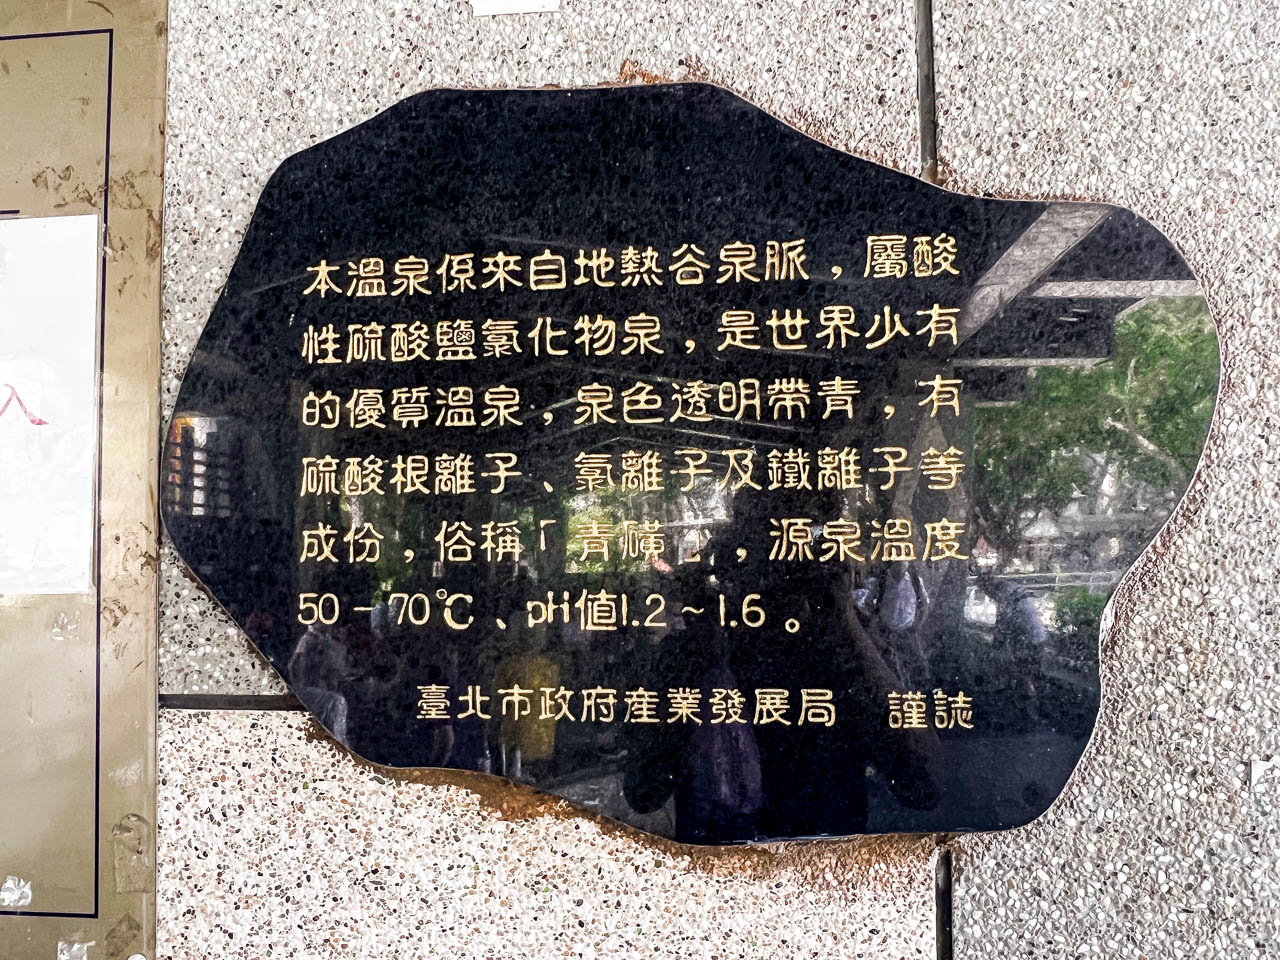 本溫泉係來自地熱谷泉脈，屬酸
性硫酸鹽氯化物泉，是世界少有
的優質溫泉，泉色透明帶青，有
硫酸根離子、氯離子及鐵離子等
成份，俗稱「青磺」，源泉溫度
50-70℃、pH值1.2~1.6。
臺北市政府產業發展局 謹誌
入